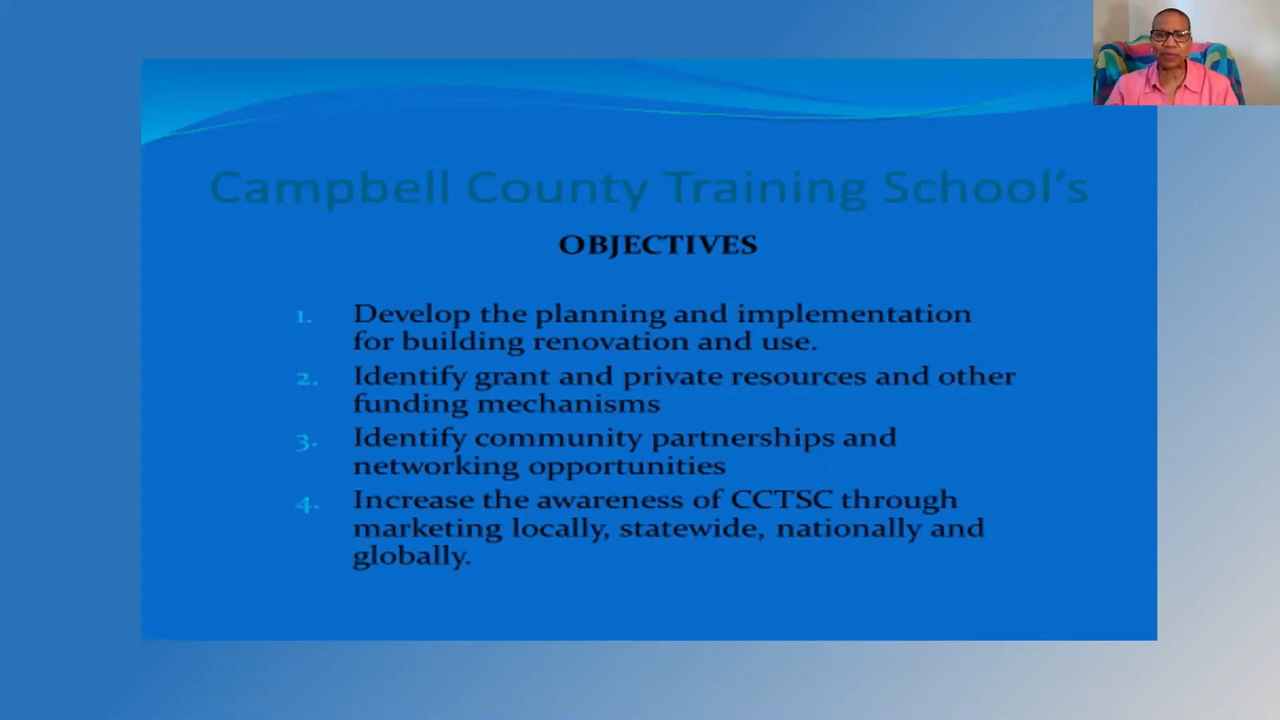 Campbell County Training School's
OBJECTIVES
1. Develop the planning and implementation
for building renovation and use.
2. Identify grant and private resources and other
funding mechanisms
3. Identify community partnerships and
networking opportunities
4. Increase the awareness of CCTSC through
marketing locally, statewide, nationally and
globally.